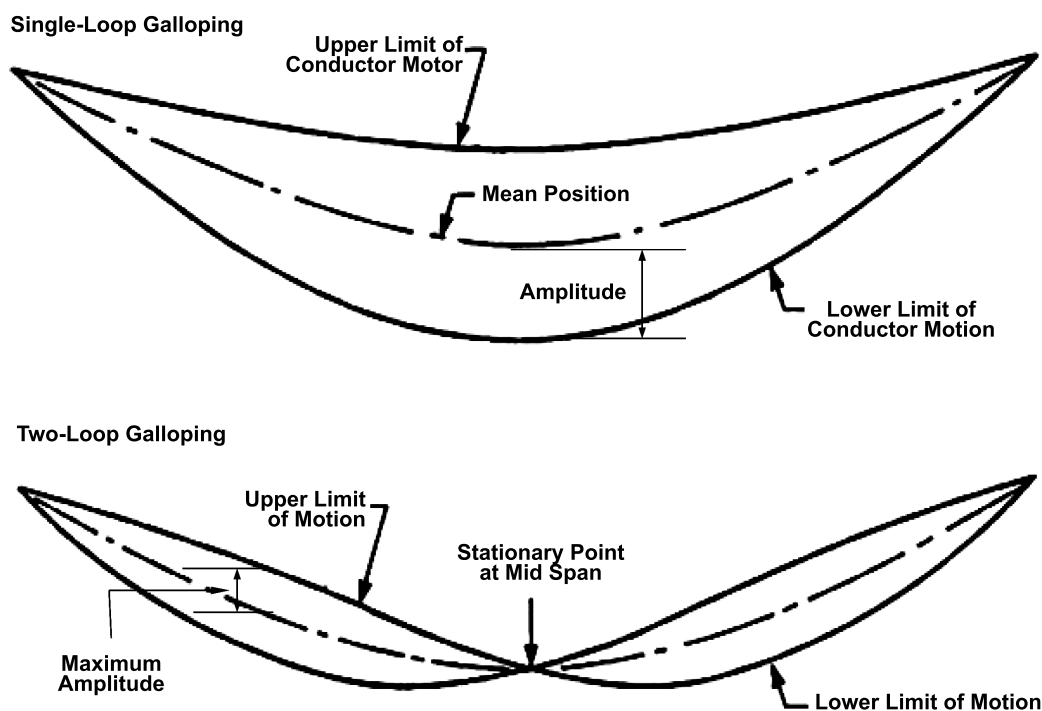 Single-Loop Galloping
Upper Limit of
Conductor Motor
Mean Position
Amplitude
Lower Limit of
Conductor Motion
Two-Loop Galloping
Upper Limit
of Motion
Stationary Point
at Mid Span
Maximum
Amplitude
Lower Limit of Motion